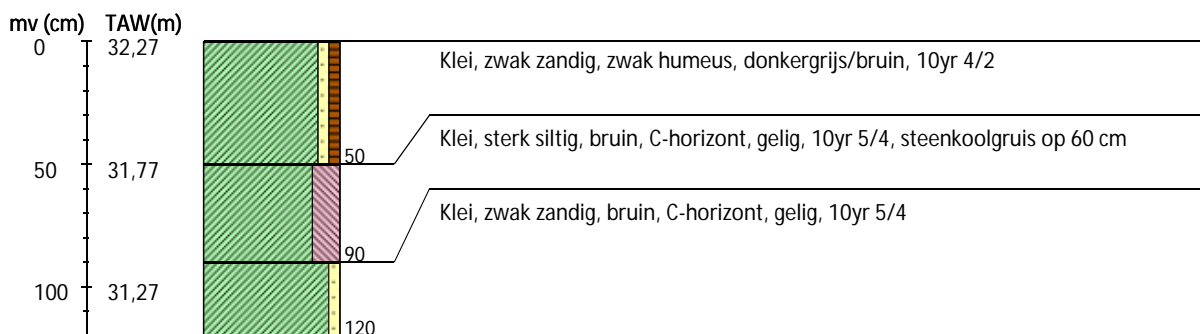 mv (cm) TAW(m)
0 32,27
Klei, zwak zandig, zwak humeus, donkergrijs/bruin, 10yr 4/2
Klei, sterk siltig, bruin, C-horizont, gelig, 10yr 5/4, steenkoolgruis op 60 cm
50
50 31,77
Klei, zwak zandig, bruin, C-horizont, gelig, 10yr 5/4
90
100 31,27
120